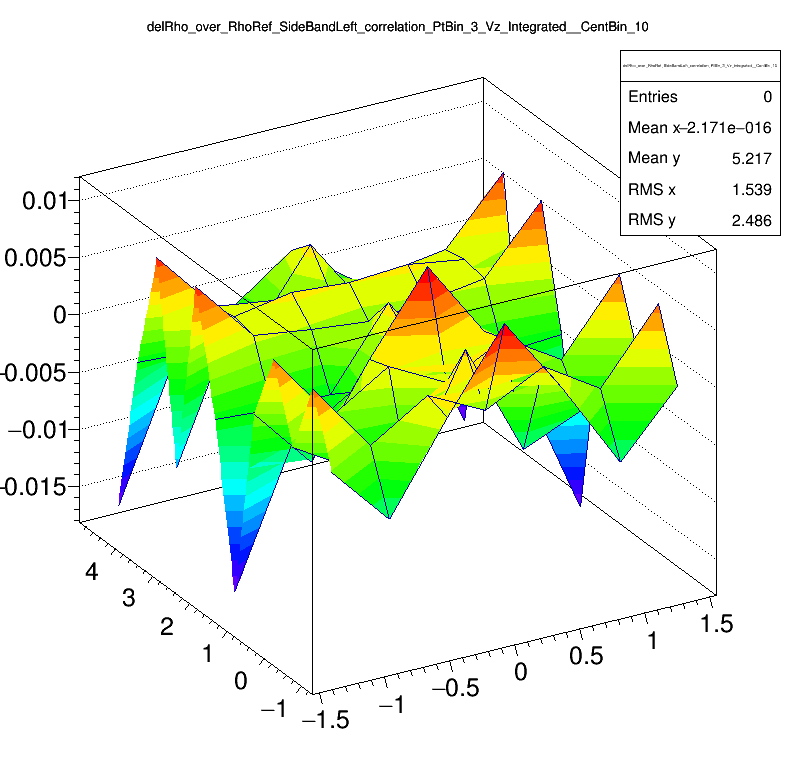 delRho_over_RhoRef_SideBandLeft_correlation_PtBin_3_Vz_Integrated__CentBin_10
delRho_over_RhoRef_SideBandLeft_correlation_PtBin_3_Vz_Integrated__CentBin_10
Entries 0
Mean x−2.171e−016
Mean y 5.217
RMS x 1.539
RMS y 2.486
0.01
0.005
0
−0.005
−0.01
−0.015
4
3
2
1
0
−1
−1.5
−1
−0.5
0
0.5
1
1.5